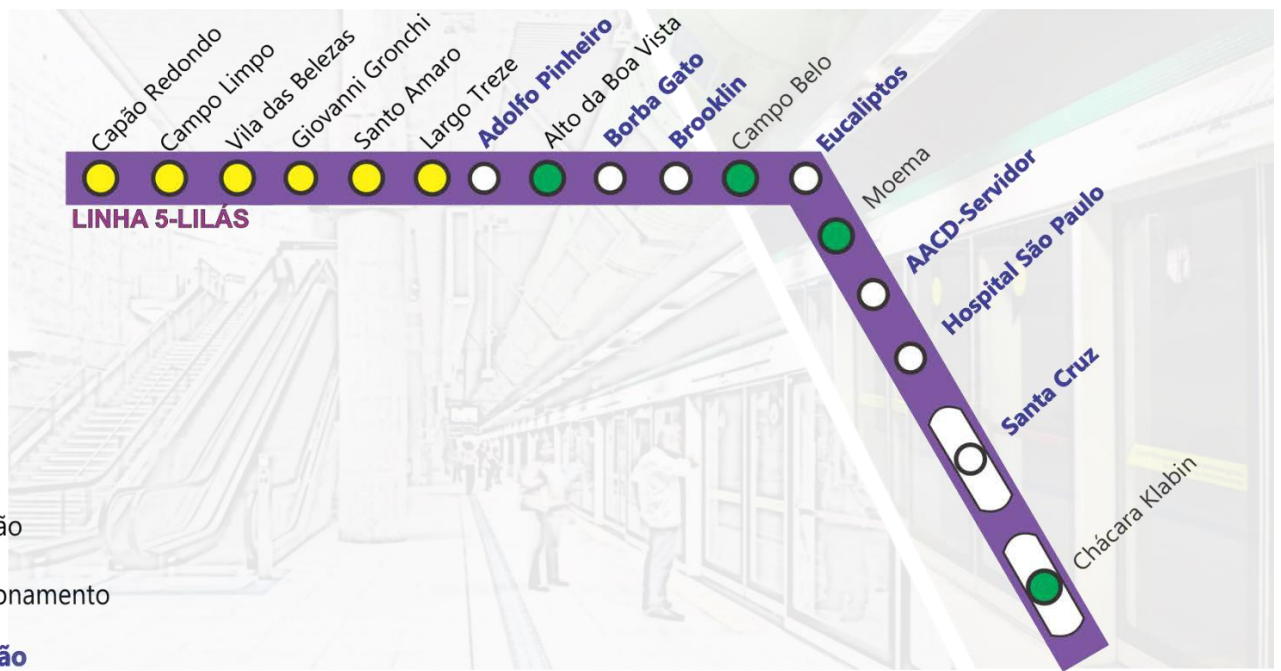 Capão Redondo
Campo Limpo
Vila das Belezas
Giovanni Gronchi
Santo Amaro
Largo Treze
Adolfo Pinheiro
Alto da Boa Vista
Borba Gato
Brooklin
Campo Belo
Eucaliptos
Moema
AACD-Servidor
Hospital São Paulo
Santa Cruz
Chácara Klabin
LINHA 5-LILÁS
ão
onamento
ão